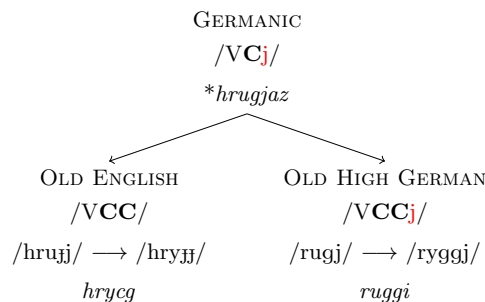 GERMANIC
/VCj/
*hrugjaz
OLD ENGLISH
/VCC/
/hruɟj/ ⟶ /hryɟɟ/
hrycg
OLD HIGH GERMAN
/VCCj/
/rugj/ ⟶ /ryggj/
ruggi